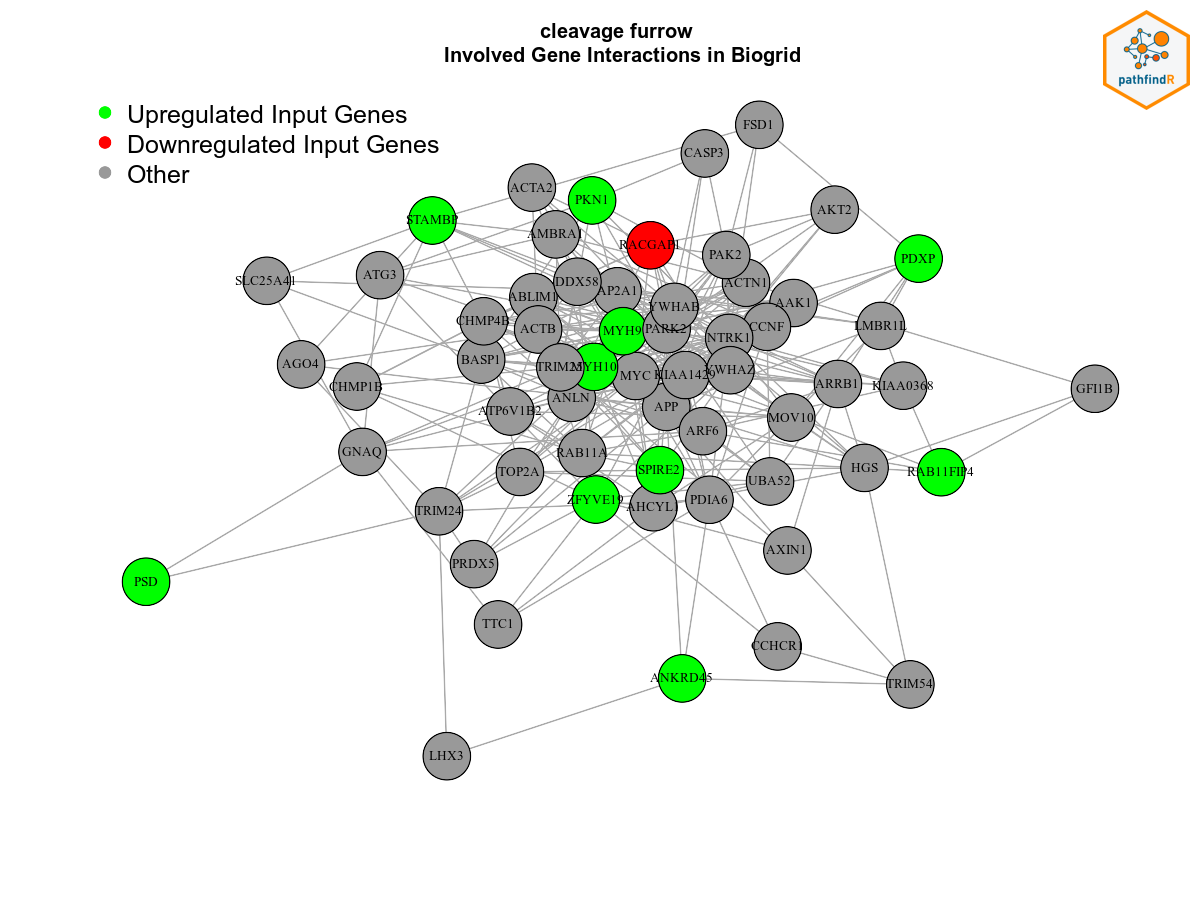 cleavage furrow
Involved Gene Interactions in Biogrid
pathfindR
Upregulated Input Genes
Downregulated Input Genes
Other
FSD1
CASP3
ACTA2
PKN1
AKT2
STAMBP
AMBRA1
RACGAP1
PAK2
PDXP
SLC25A41
ATG3
DDX58
AP2A1
ACTN1
ABLIM1
YWHAB
AAK1
CHMP4B
ACTB
MYH9
PARK2
NTRK1
CCNF
LMBR1L
AGO4
BASP1
TRIM25
MYH10
MYC
KIAA1429
YWHAZ
CHMP1B
ARRB1
KIAA0368
GFI1B
ATP6V1B2
ANLN
APP
MOV10
ARF6
GNAQ
RAB11A
TOP2A
SPIRE2
UBA52
HGS
RAB11FIP4
ZFYVE19
AHCYL1
PDIA6
TRIM24
AXIN1
PRDX5
PSD
TTC1
CCHCR1
ANKRD45
TRIM54
LHX3